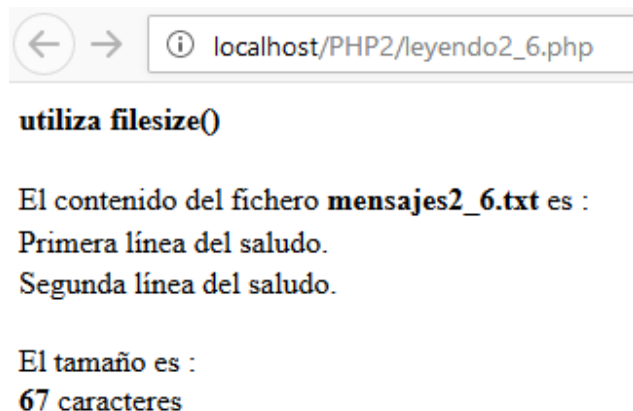 localhost/PHP2/leyendo2_6.php
utiliza filesize()
El contenido del fichero mensajes2_6.txt es :
Primera línea del saludo.
Segunda línea del saludo.
El tamaño es :
67 caracteres